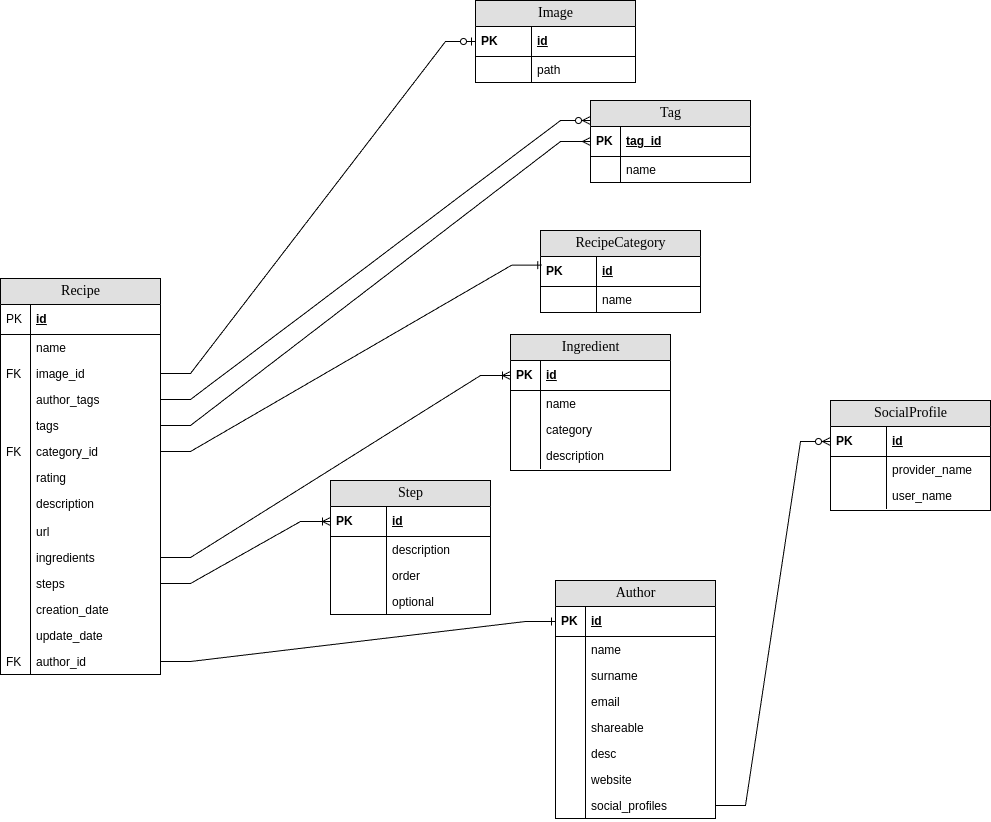 Image
PK id
path
Tag
PK tag_id
name
RecipeCategory
PK id
name
Recipe
PK id
name
FK image_id
author_tags
tags
FK category_id
rating
description
url
ingredients
steps
creation_date
update_date
FK author_id
Ingredient
PK id
name
category
description
SocialProfile
PK id
provider_name
user_name
Step
PK id
description
order
optional
Author
PK id
name
surname
email
shareable
desc
website
social_profiles